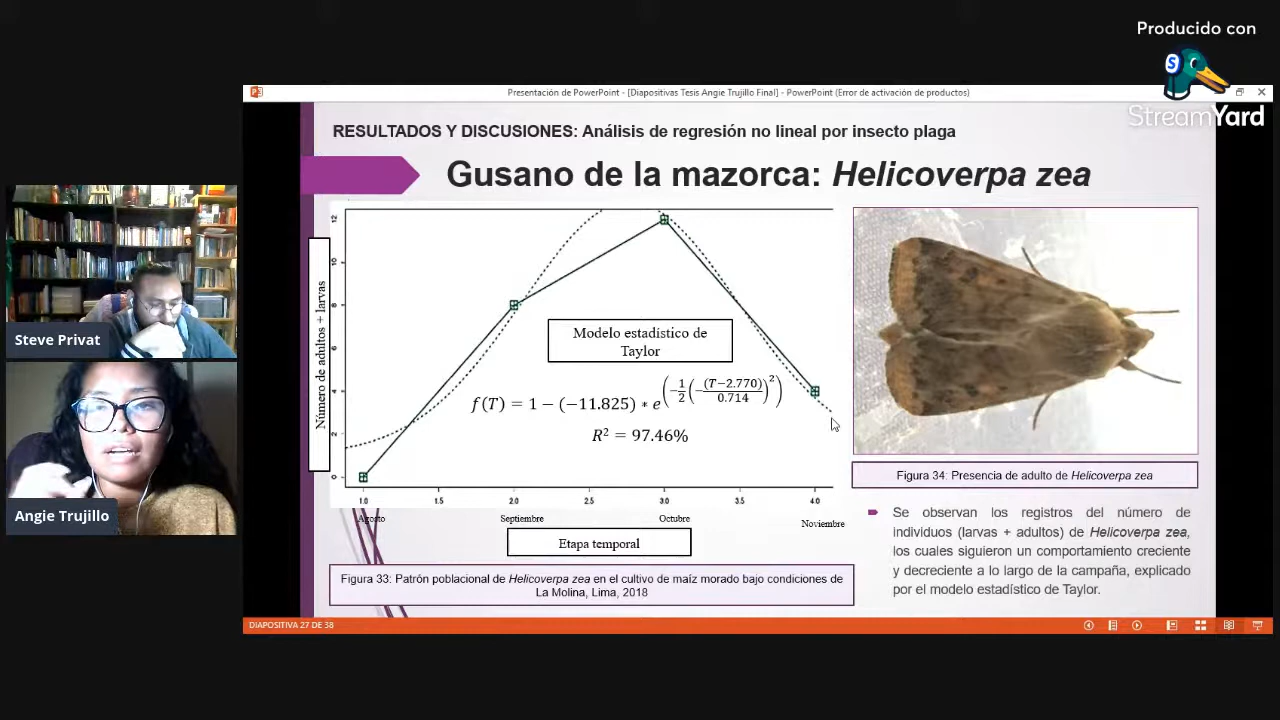 Producido con
StreamYard
Presentación de PowerPoint - [Diapositivas Tesis Angie Trujillo Final] - PowerPoint (Error de activación de productos)
RESULTADOS Y DISCUSIONES: Análisis de regresión no lineal por insecto plaga
Gusano de la mazorca: Helicoverpa zea
Steve Privat
Angie Trujillo
Número de adultos + larvas
12
10
8
6
4
2
0
Modelo estadístico de
Taylor
f(T) = 1 − (−11.825) ∗ e^(−1/2(−(T−2.770)/0.714)^2)
R² = 97.46%
1.0 1.5 2.0 2.5 3.0 3.5 4.0
Agosto Septiembre Octubre Noviembre
Etapa temporal
Figura 33: Patrón poblacional de Helicoverpa zea en el cultivo de maíz morado bajo condiciones de
La Molina, Lima, 2018
Figura 34: Presencia de adulto de Helicoverpa zea
Se observan los registros del número de
individuos (larvas + adultos) de Helicoverpa zea,
los cuales siguieron un comportamiento creciente
y decreciente a lo largo de la campaña, explicado
por el modelo estadístico de Taylor.
DIAPOSITIVA 27 DE 38